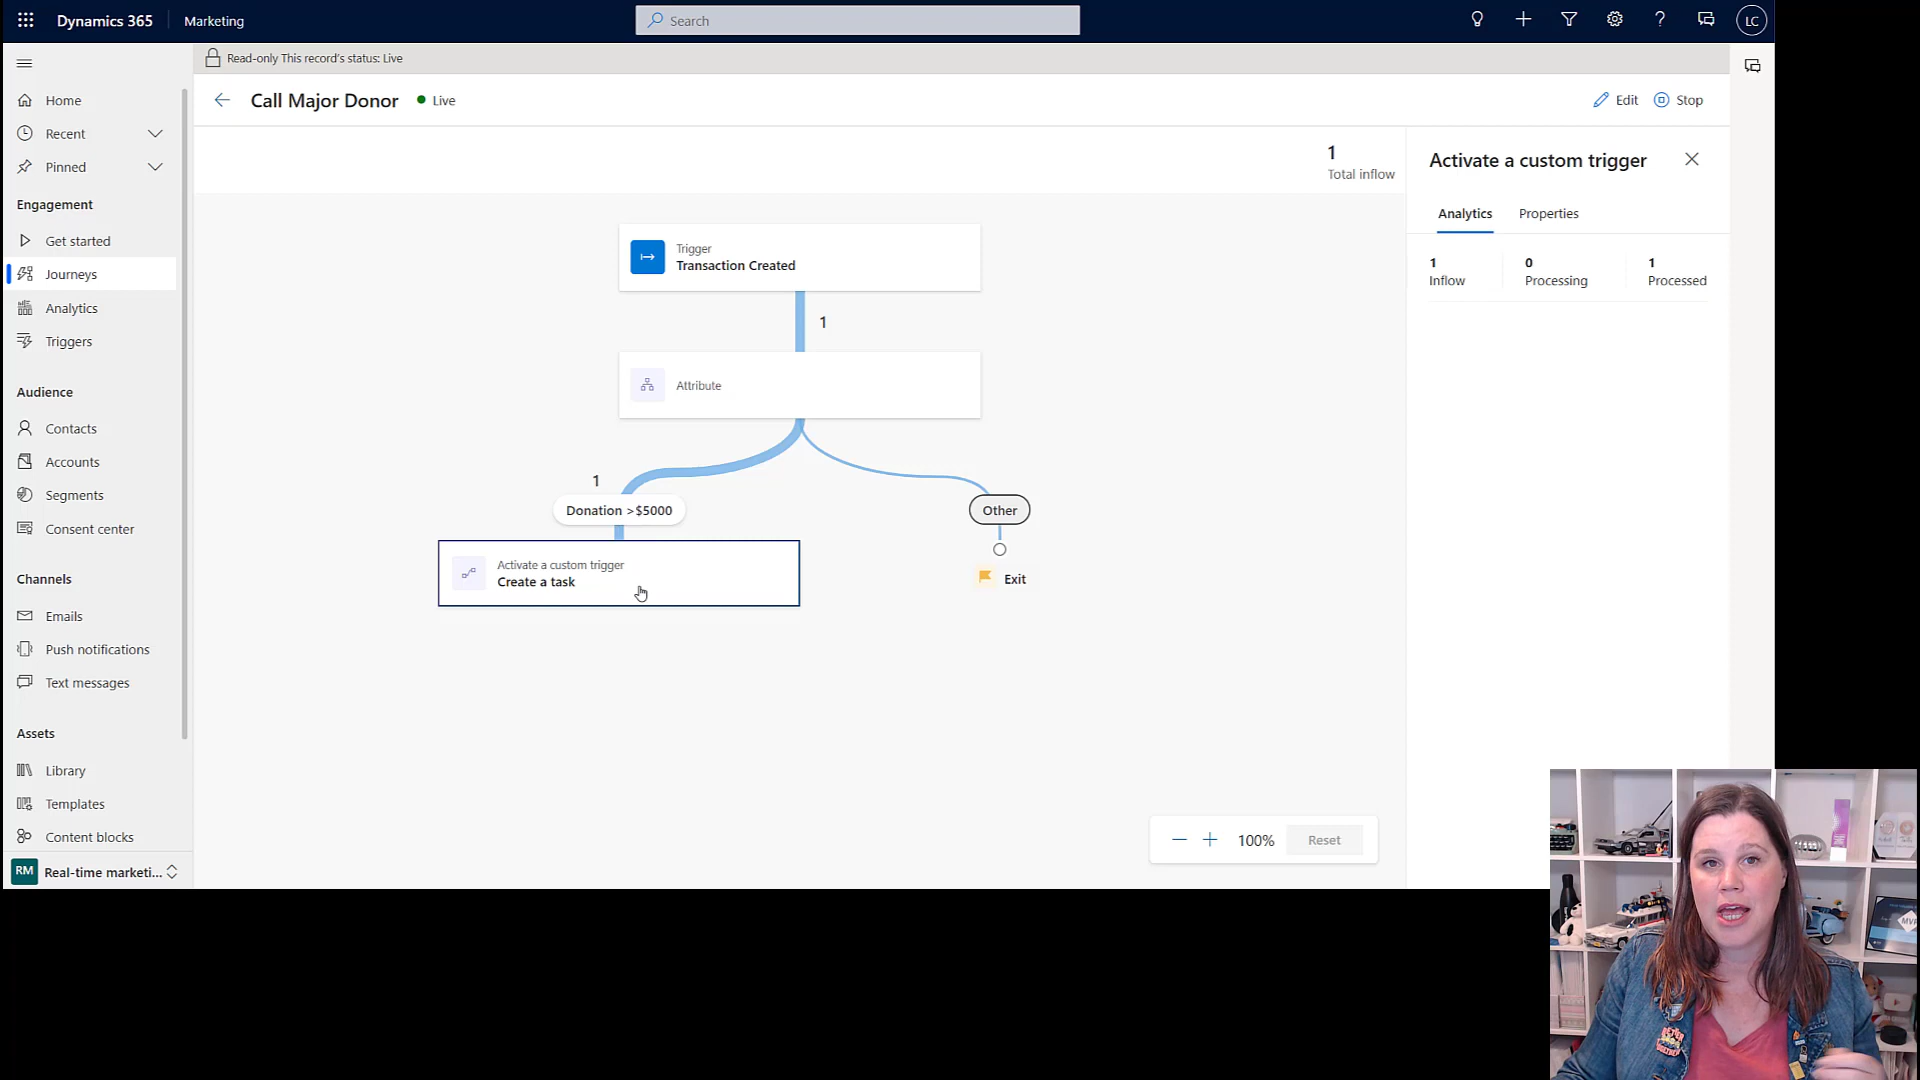 Dynamics 365
Marketing
Search
LC
Read-only This record's status: Live
Call Major Donor
Live
Edit
Stop
Home
Recent
Pinned
Engagement
Get started
Journeys
Analytics
Triggers
Audience
Contacts
Accounts
Segments
Consent center
Channels
Emails
Push notifications
Text messages
Assets
Library
Templates
Content blocks
RM
Real-time marketi...
1
Total inflow
Trigger
Transaction Created
1
Attribute
1
Donation >$5000
Other
Activate a custom trigger
Create a task
Exit
100%
Reset
Activate a custom trigger
Analytics
Properties
1
Inflow
0
Processing
1
Processed
MVP